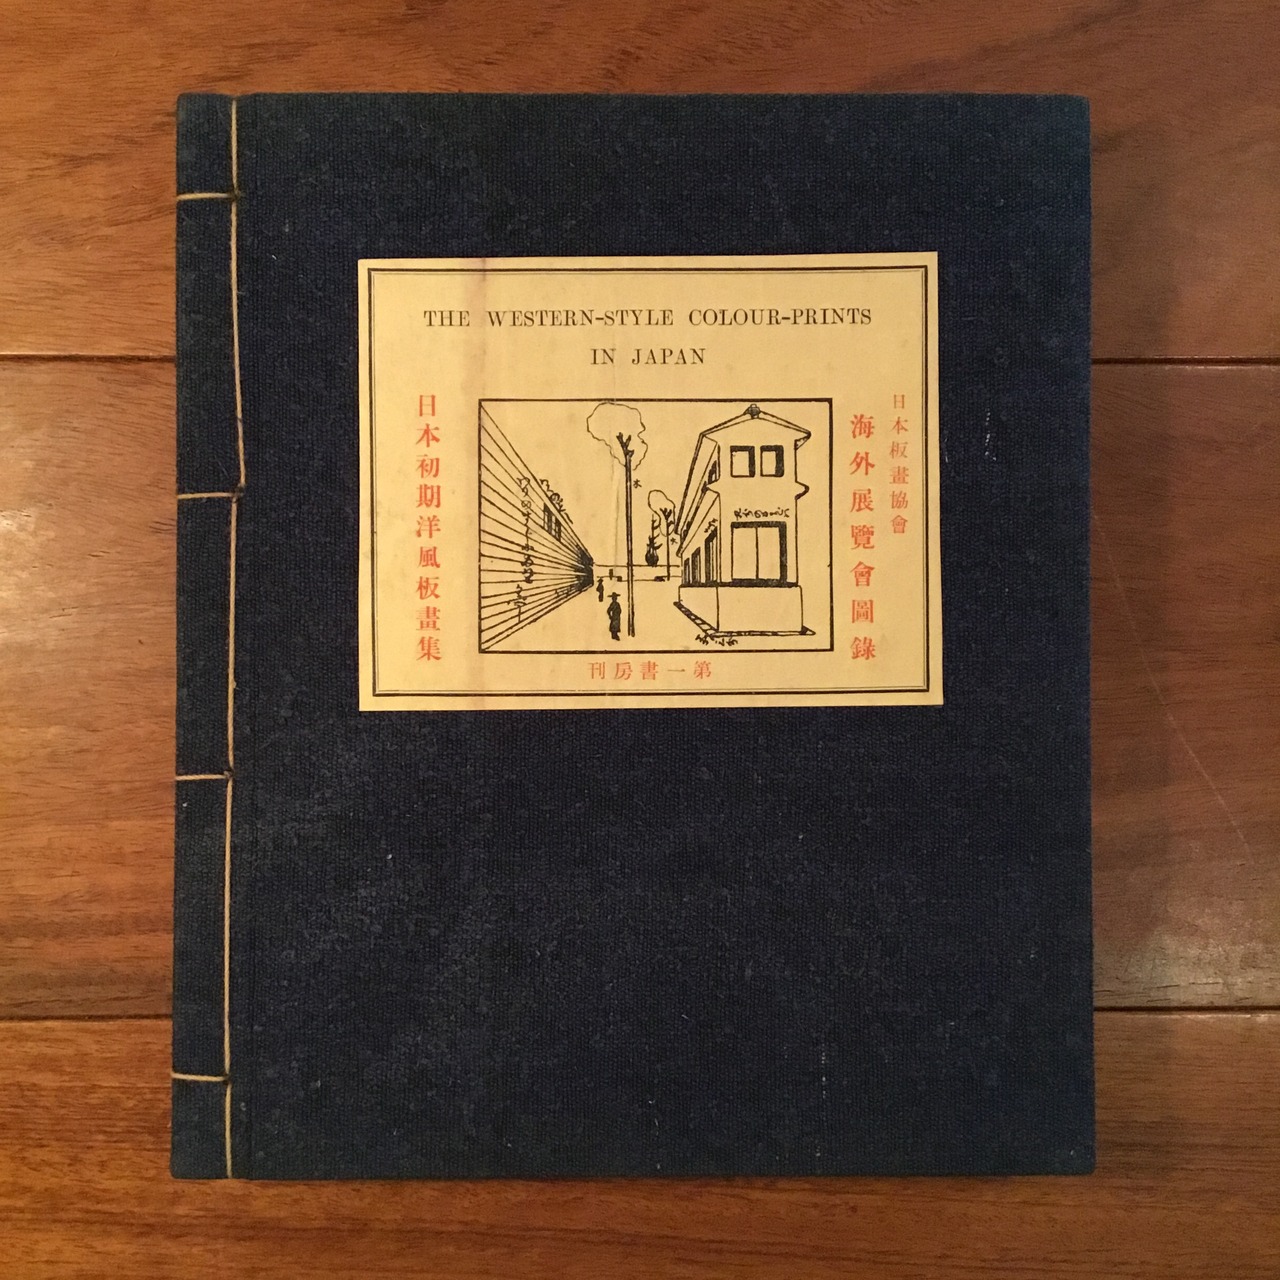 THE WESTERN-STYLE COLOUR-PRINTS
IN JAPAN
日本板畫協會
海外展覽會圖錄
日本初期洋風板畫集
刊房書一第